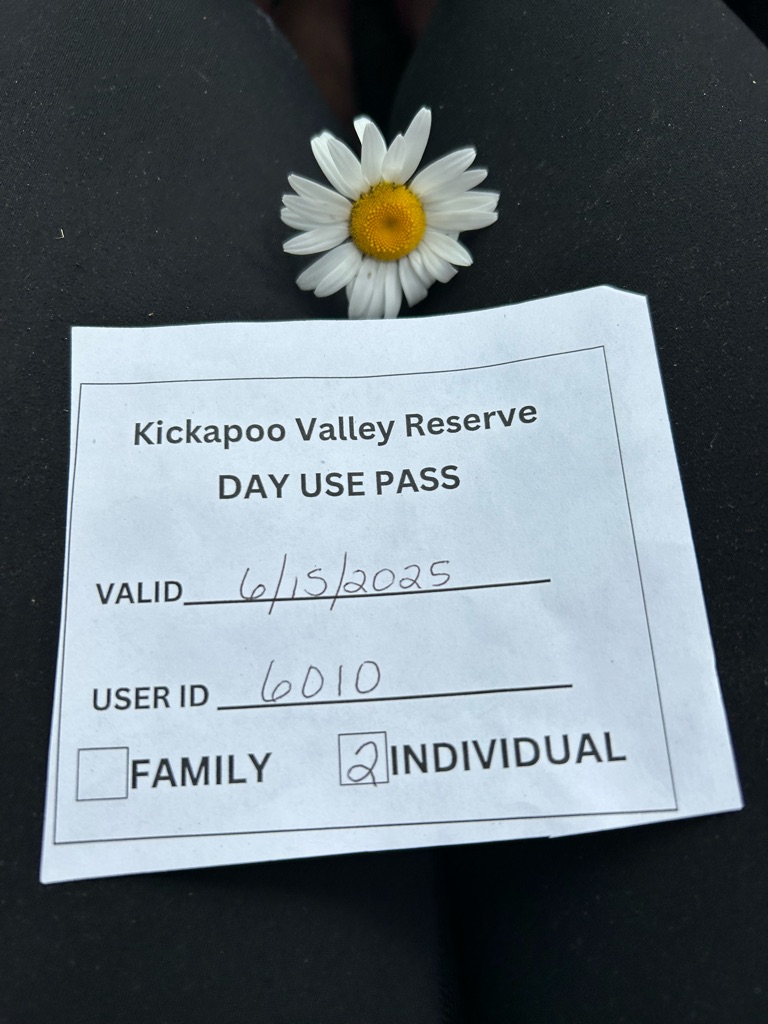 Kickapoo Valley Reserve
DAY USE PASS
VALID 6/15/2025
USER ID 6010
FAMILY 2 INDIVIDUAL